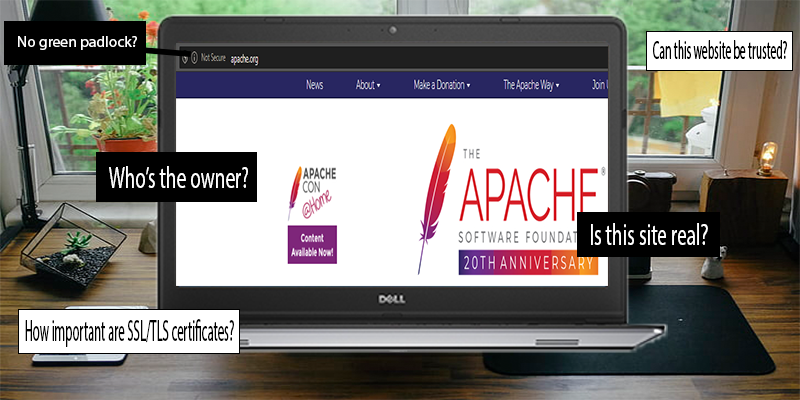 No green padlock?
Not Secure apache.org
Can this website be trusted?
News About Make a Donation The Apache Way Join
Who's the owner?
APACHE
CON
@Home
Content
Available Now!
THE
APACHE®
SOFTWARE FOUNDATION
20TH ANNIVERSARY
Is this site real?
DELL
How important are SSL/TLS certificates?